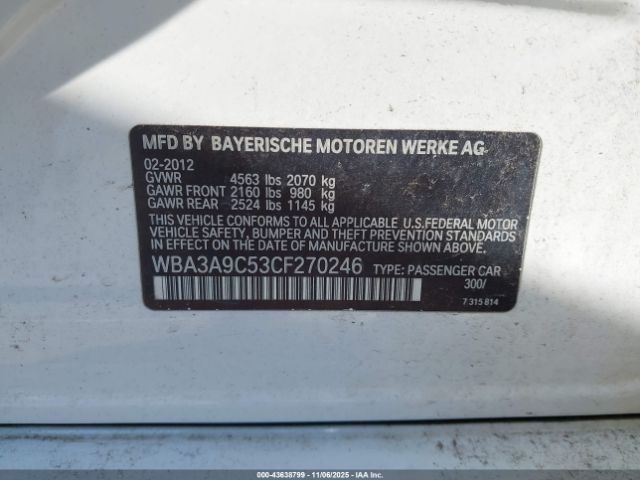 MFD BY BAYERISCHE MOTOREN WERKE AG
02-2012
GVWR 4563 lbs 2070 kg
GAWR FRONT 2160 lbs 980 kg
GAWR REAR 2524 lbs 1145 kg
THIS VEHICLE CONFORMS TO ALL APPLICABLE U.S.FEDERAL MOTOR
VEHICLE SAFETY, BUMPER AND THEFT PREVENTION STANDARDS
IN EFFECT ON THE DATE OF MANUFACTURE SHOWN ABOVE.
WBA3A9C53CF270246 TYPE: PASSENGER CAR
300/
7 315 814
000-43638799 - 11/06/2025 - IAA, Inc. Copyright